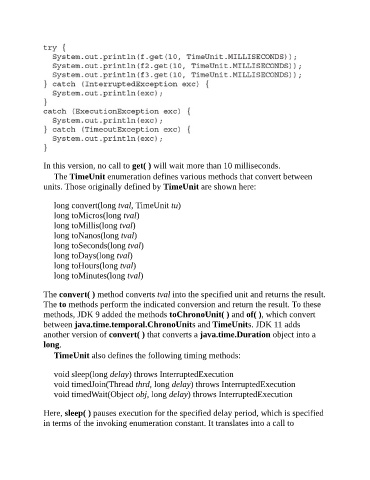 try {
System.out.println(f.get(10, TimeUnit.MILLISECONDS));
System.out.println(f2.get(10, TimeUnit.MILLISECONDS));
System.out.println(f3.get(10, TimeUnit.MILLISECONDS));
} catch (InterruptedException exc) {
System.out.println(exc);
}
catch (ExecutionException exc) {
System.out.println(exc);
} catch (TimeoutException exc) {
System.out.println(exc);
}
In this version, no call to get( ) will wait more than 10 milliseconds.
The TimeUnit enumeration defines various methods that convert between
units. Those originally defined by TimeUnit are shown here:
long convert(long tval, TimeUnit tu)
long toMicros(long tval)
long toMillis(long tval)
long toNanos(long tval)
long toSeconds(long tval)
long toDays(long tval)
long toHours(long tval)
long toMinutes(long tval)
The convert( ) method converts tval into the specified unit and returns the result.
The to methods perform the indicated conversion and return the result. To these
methods, JDK 9 added the methods toChronoUnit( ) and of( ), which convert
between java.time.temporal.ChronoUnits and TimeUnits. JDK 11 adds
another version of convert( ) that converts a java.time.Duration object into a
long.
TimeUnit also defines the following timing methods:
void sleep(long delay) throws InterruptedExecution
void timedJoin(Thread thrd, long delay) throws InterruptedExecution
void timedWait(Object obj, long delay) throws InterruptedExecution
Here, sleep( ) pauses execution for the specified delay period, which is specified
in terms of the invoking enumeration constant. It translates into a call to